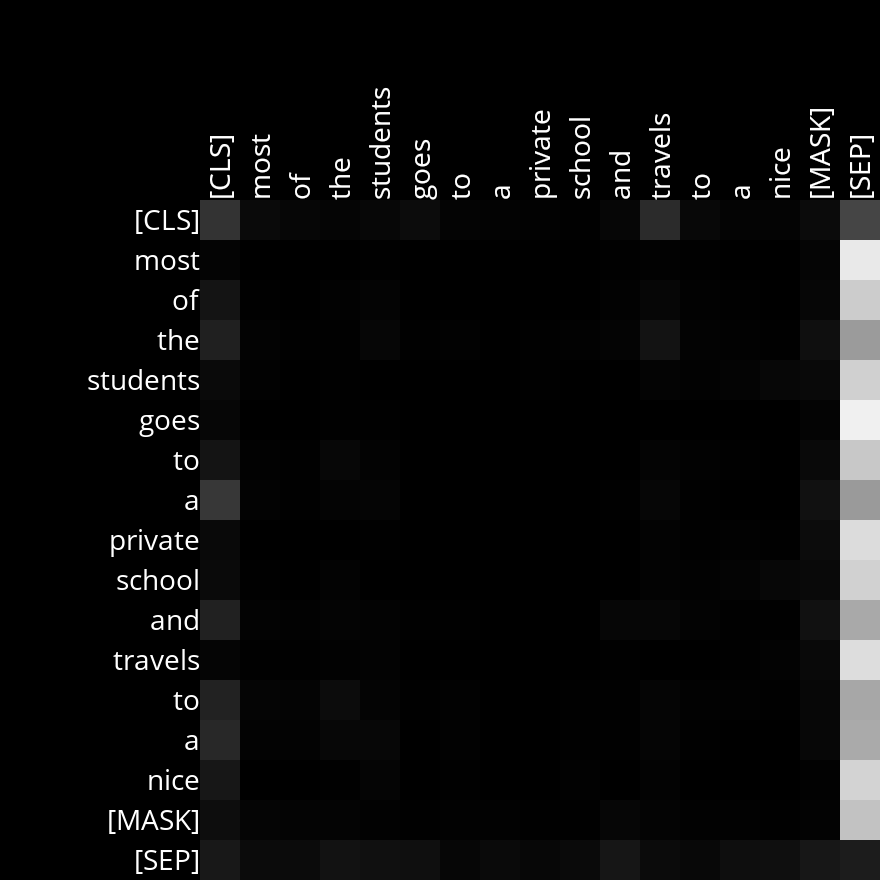 [CLS] most of the students goes to a private school and travels to a nice [MASK] [SEP]
[CLS]
most
of
the
students
goes
to
a
private
school
and
travels
to
a
nice
[MASK]
[SEP]